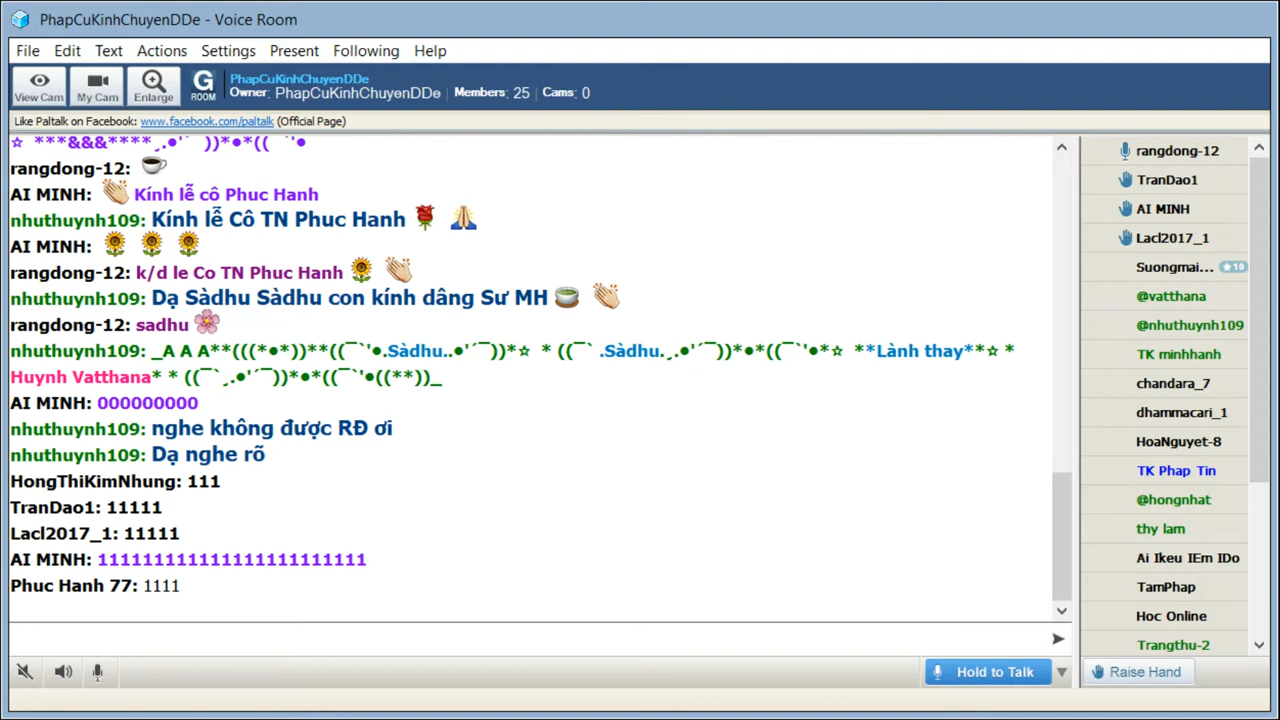 PhapCuKinhChuyenDDe - Voice Room
File Edit Text Actions Settings Present Following Help
View Cam My Cam Enlarge G ROOM PhapCuKinhChuyenDDe
Owner: PhapCuKinhChuyenDDe Members: 25 Cams: 0
Like Paltalk on Facebook: www.facebook.com/paltalk (Official Page)
☆ ***&&&****¸.•'´ ))*•*(( ¨`'•
rangdong-12: ☕
AI MINH: 👏 Kính lễ cô Phuc Hanh
nhuthuynh109: Kính lễ Cô TN Phuc Hanh 🌹 🙏
AI MINH: 🌻 🌻 🌻
rangdong-12: k/d le Co TN Phuc Hanh 🌻 👏
nhuthuynh109: Dạ Sàdhu Sàdhu con kính dâng Sư MH 🍵 👏
rangdong-12: sadhu 🌸
nhuthuynh109: _A A A**(((*•*))**((¯`'•.Sàdhu..•'´¯))*☆ * ((¯` .Sàdhu.¸.•'´¯))*•*((¯`'•*☆ **Lành thay**☆ *
Huynh Vatthana* * ((¯`¸.•'´¯))*•*((¯`'•((**))_
AI MINH: 000000000
nhuthuynh109: nghe không được RĐ ơi
nhuthuynh109: Dạ nghe rõ
HongThiKimNhung: 111
TranDao1: 11111
Lacl2017_1: 11111
AI MINH: 111111111111111111111111
Phuc Hanh 77: 1111
Hold to Talk
rangdong-12
TranDao1
AI MINH
Lacl2017_1
Suongmai... ★10
@vatthana
@nhuthuynh109
TK minhhanh
chandara_7
dhammacari_1
HoaNguyet-8
TK Phap Tin
@hongnhat
thy lam
Ai Ikeu IEm IDo
TamPhap
Hoc Online
Trangthu-2
Raise Hand